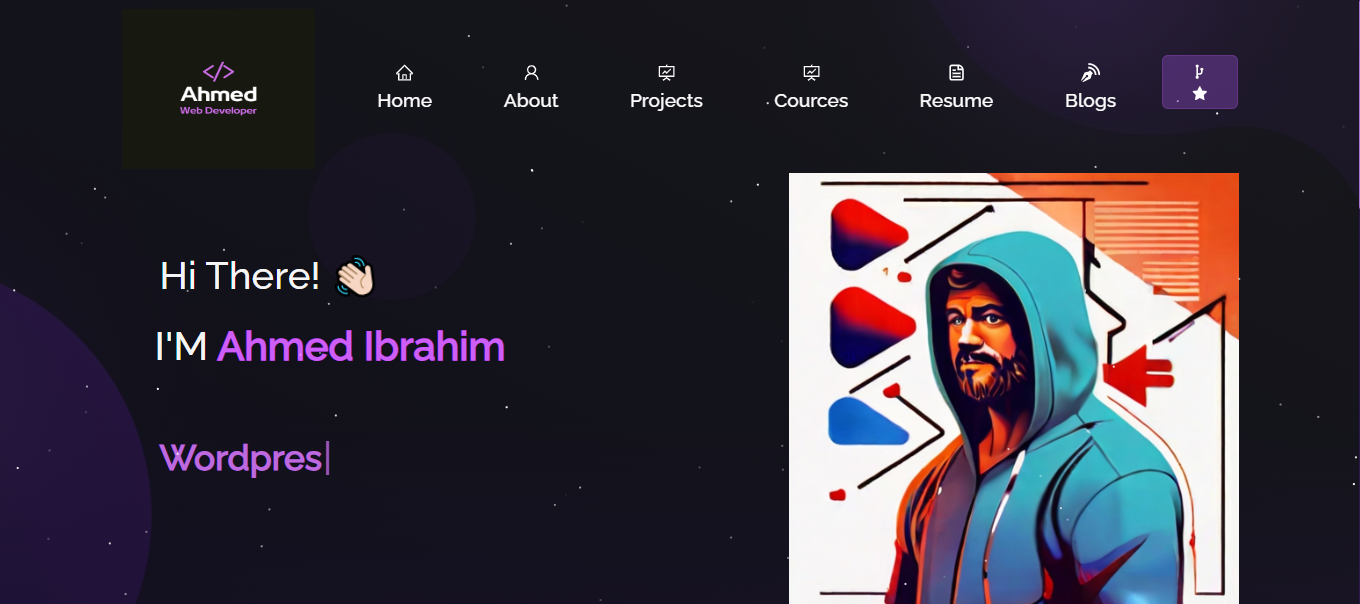 </>
Ahmed
Web Developer
Home About Projects Cources Resume Blogs
Hi There! 👋🏻
I'M Ahmed Ibrahim
Wordpres|